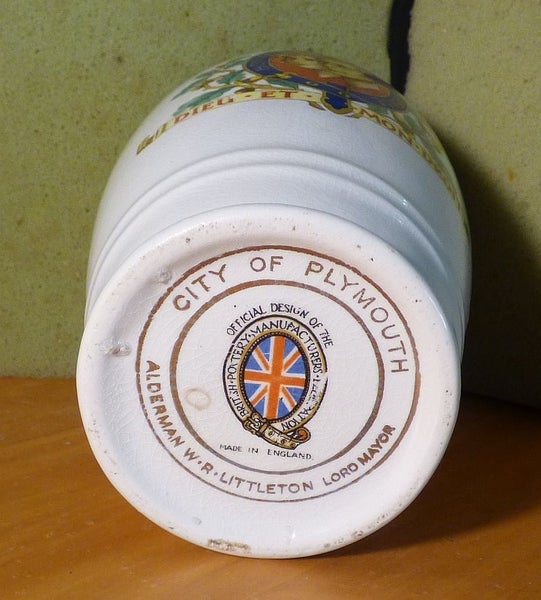 DIEU · ET · MON
CITY OF PLYMOUTH
OFFICIAL DESIGN OF THE
BRITISH · POTTERY · MANUFACTURERS
MADE IN ENGLAND.
ALDERMAN W · R · LITTLETON LORD MAYOR